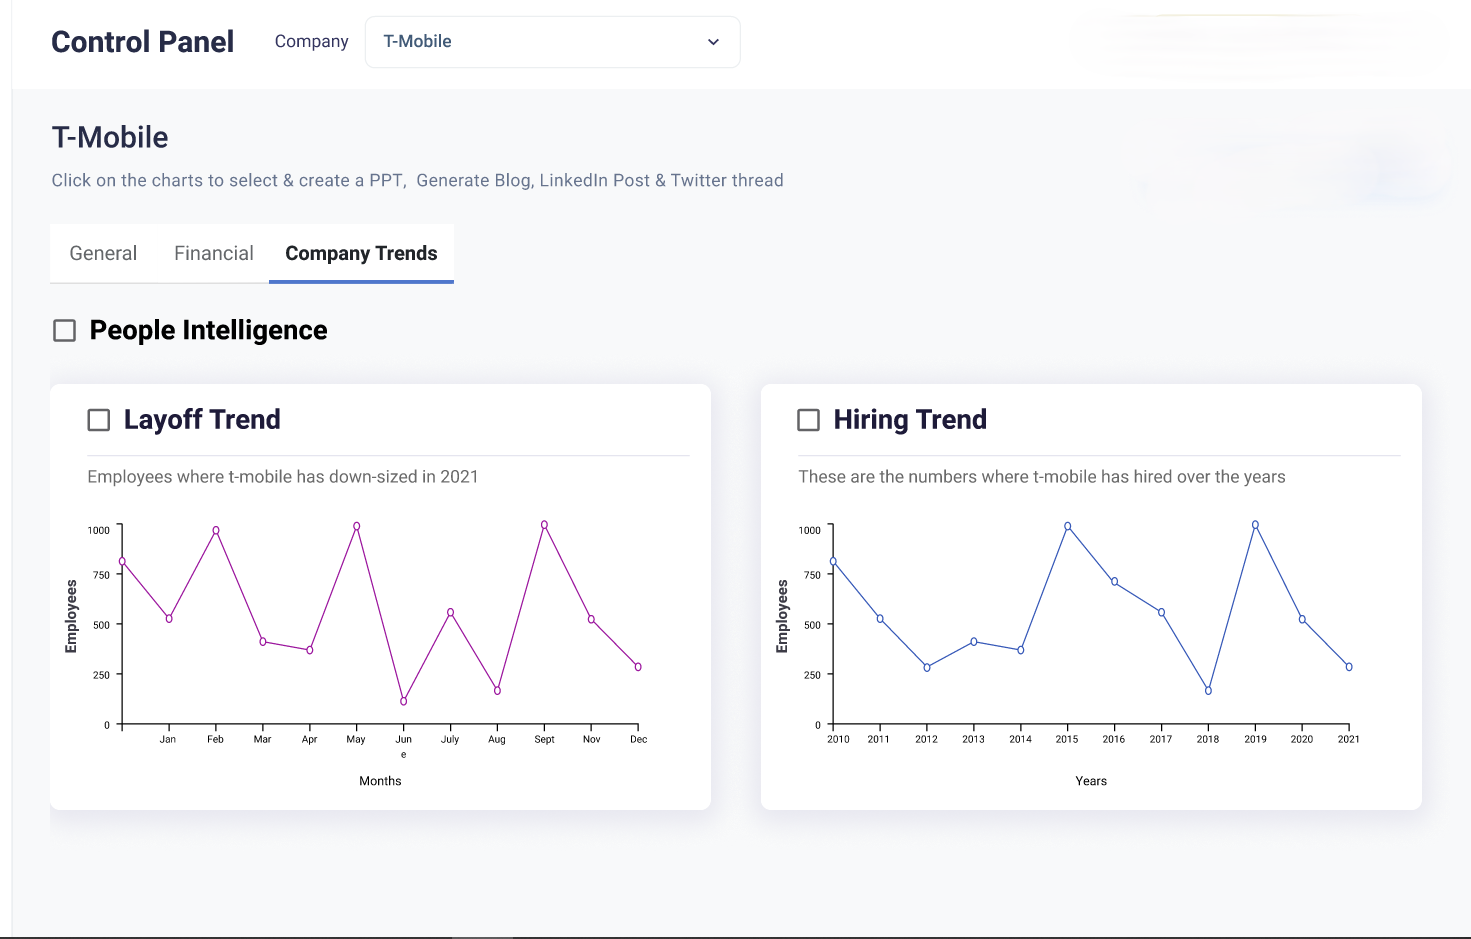 Control Panel Company T-Mobile
T-Mobile
Click on the charts to select & create a PPT, Generate Blog, LinkedIn Post & Twitter thread
General Financial Company Trends
People Intelligence
Layoff Trend
Employees where t-mobile has down-sized in 2021
Employees
1000
750
500
250
0
Jan Feb Mar Apr May Jun July Aug Sept Nov Dec
e
Months
Hiring Trend
These are the numbers where t-mobile has hired over the years
Employees
1000
750
500
250
0
2010 2011 2012 2013 2014 2015 2016 2017 2018 2019 2020 2021
Years